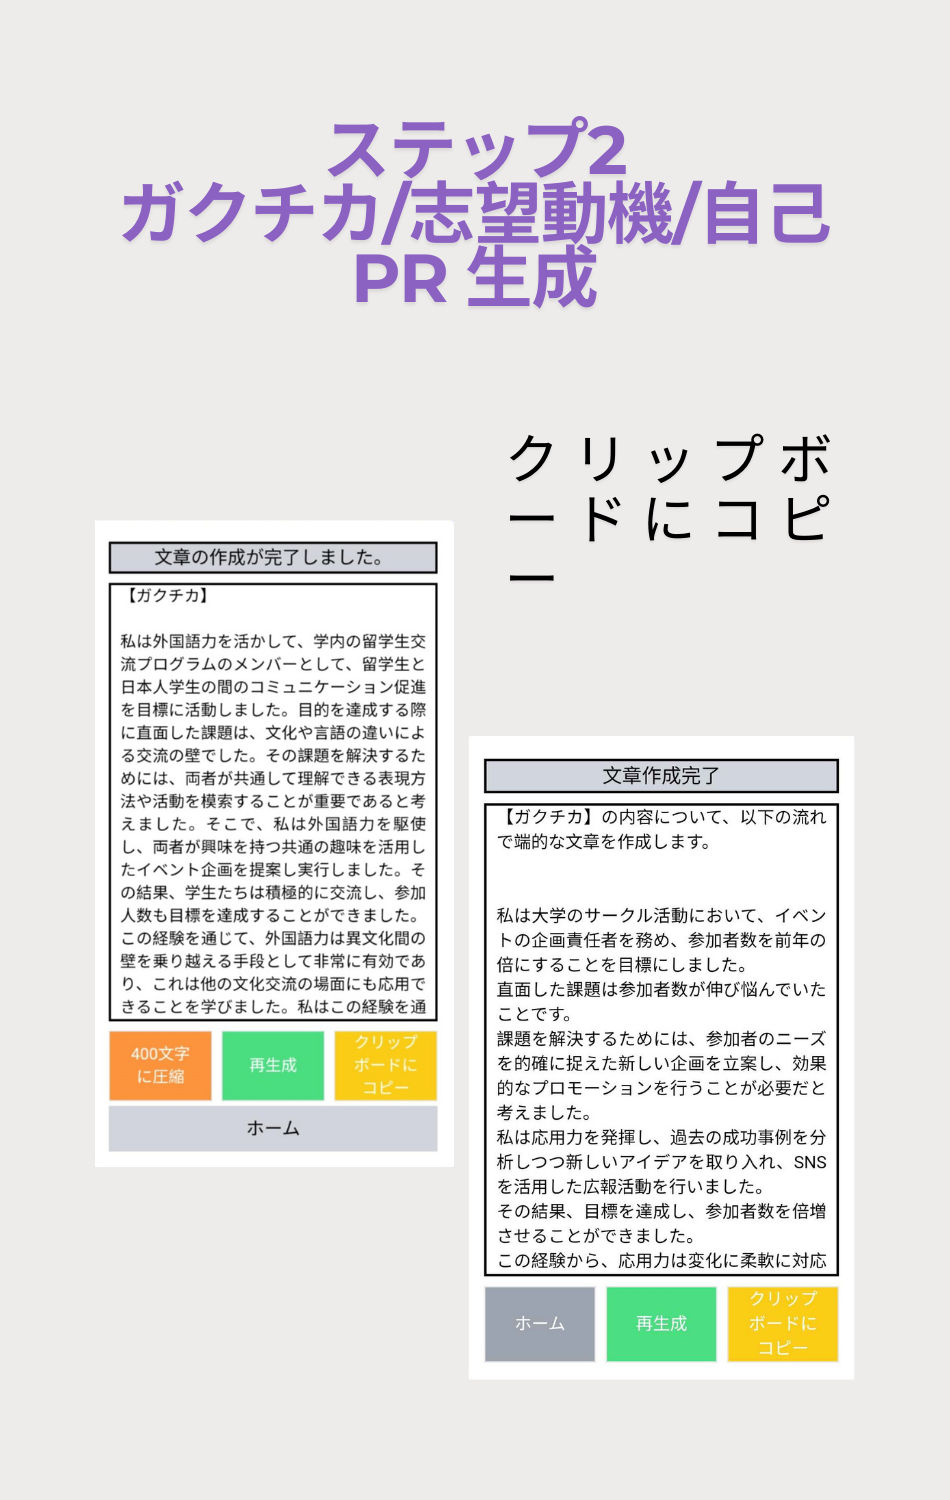 ステップ2
ガクチカ/志望動機/自己
PR 生成
クリップボ
ードにコピ
ー
文章の作成が完了しました。
【ガクチカ】
私は外国語力を活かして、学内の留学生交
流プログラムのメンバーとして、留学生と
日本人学生の間のコミュニケーション促進
を目標に活動しました。目的を達成する際
に直面した課題は、文化や言語の違いによ
る交流の壁でした。その課題を解決するた
めには、両者が共通して理解できる表現方
法や活動を模索することが重要であると考
えました。そこで、私は外国語力を駆使
し、両者が興味を持つ共通の趣味を活用し
たイベント企画を提案し実行しました。そ
の結果、学生たちは積極的に交流し、参加
人数も目標を達成することができました。
この経験を通じて、外国語力は異文化間の
壁を乗り越える手段として非常に有効であ
り、これは他の文化交流の場面にも応用で
きることを学びました。私はこの経験を通
400文字
に圧縮
再生成
クリップ
ボードに
コピー
ホーム
文章作成完了
【ガクチカ】の内容について、以下の流れ
で端的な文章を作成します。
私は大学のサークル活動において、イベン
トの企画責任者を務め、参加者数を前年の
倍にすることを目標にしました。
直面した課題は参加者数が伸び悩んでいた
ことです。
課題を解決するためには、参加者のニーズ
を的確に捉えた新しい企画を立案し、効果
的なプロモーションを行うことが必要だと
考えました。
私は応用力を発揮し、過去の成功事例を分
析しつつ新しいアイデアを取り入れ、SNS
を活用した広報活動を行いました。
その結果、目標を達成し、参加者数を倍増
させることができました。
この経験から、応用力は変化に柔軟に対応
ホーム
再生成
クリップ
ボードに
コピー